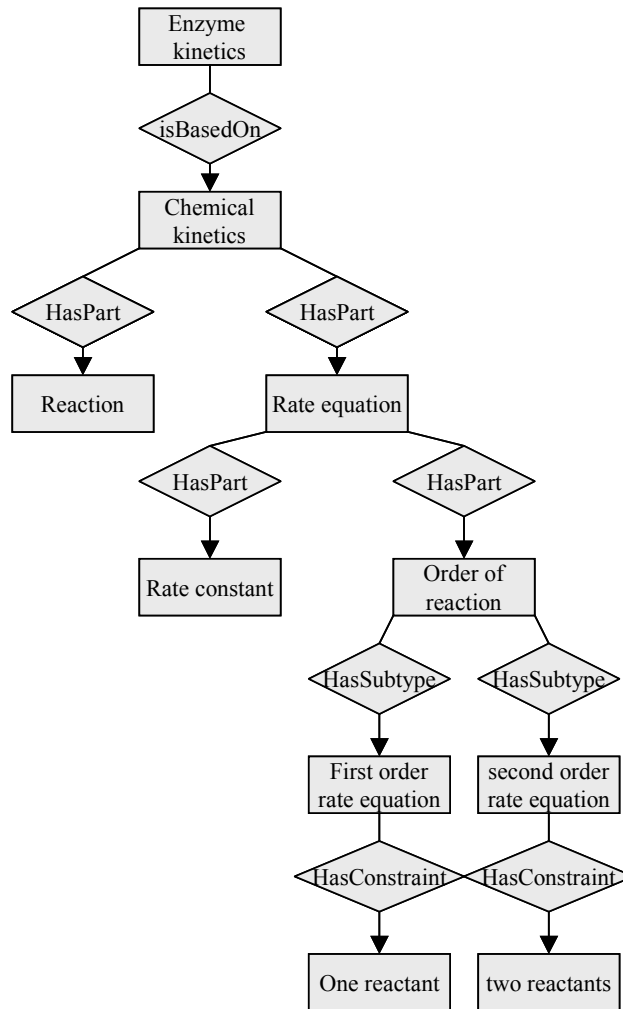 Enzyme
kinetics
isBasedOn
Chemical
kinetics
HasPart
HasPart
Reaction
Rate equation
HasPart
HasPart
Rate constant
Order of
reaction
HasSubtype
HasSubtype
First order
rate equation
second order
rate equation
HasConstraint
HasConstraint
One reactant
two reactants